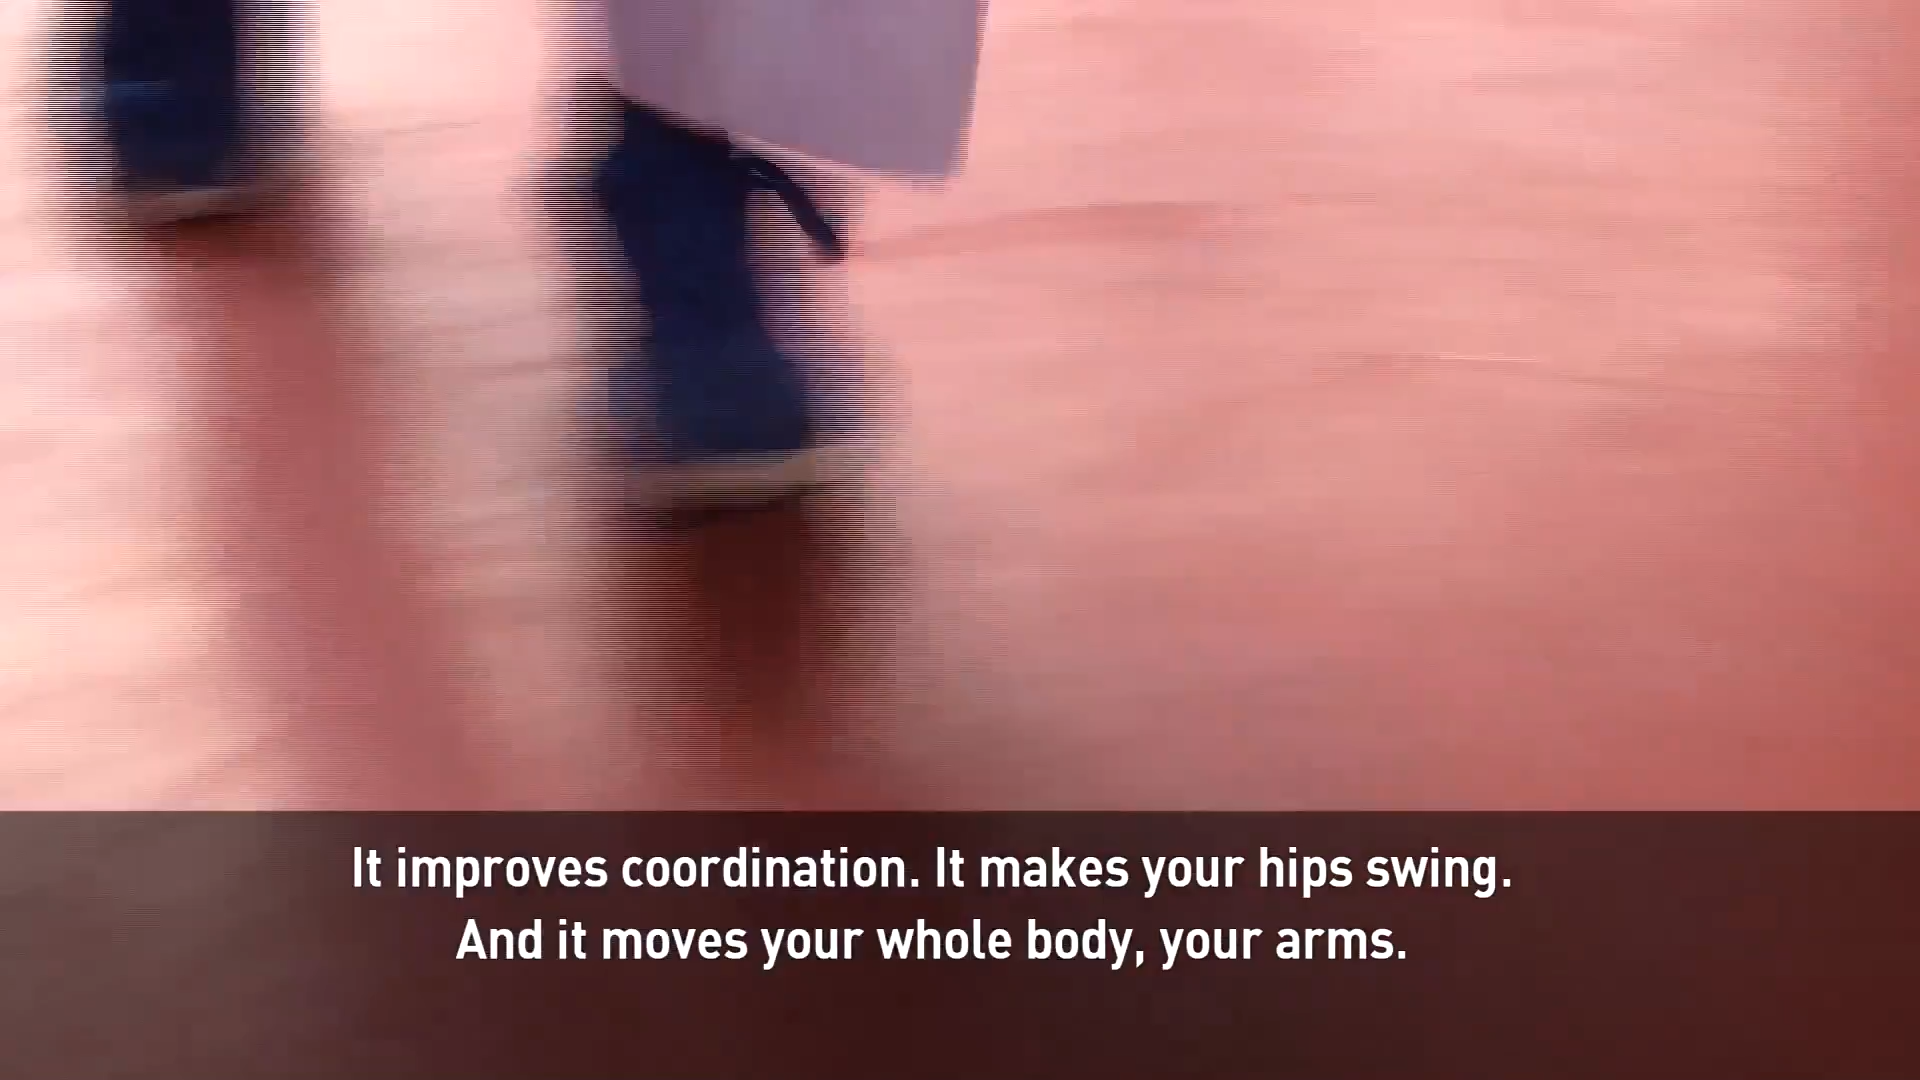 It improves coordination. It makes your hips swing.
And it moves your whole body, your arms.